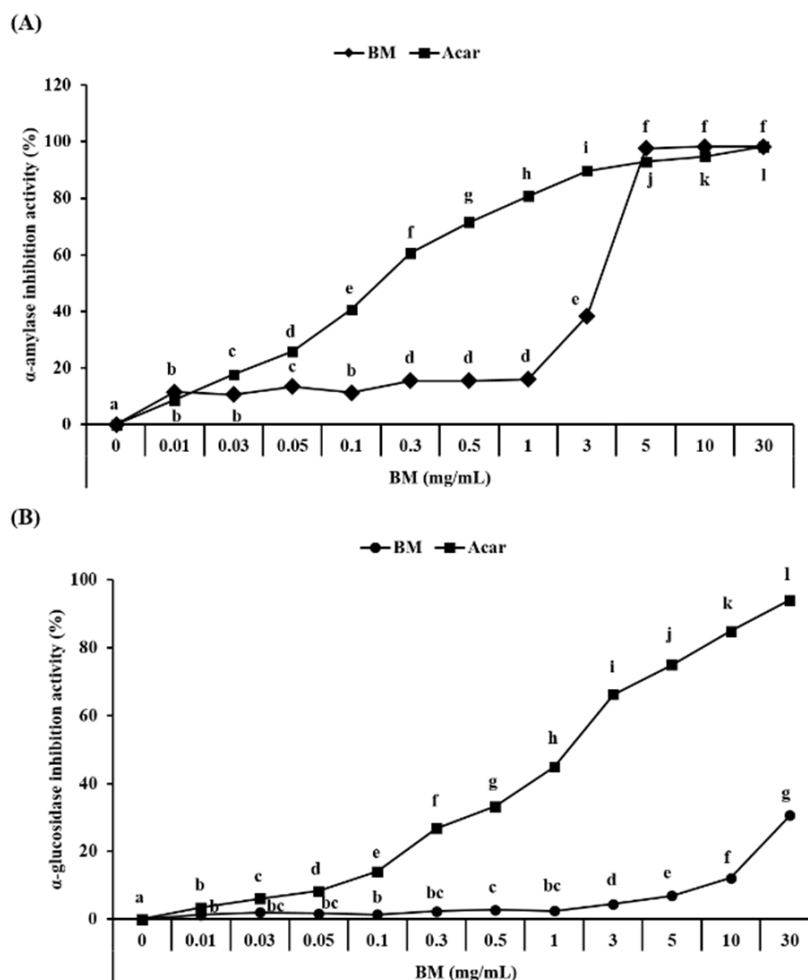 (A)
BM Acar
α-amylase inhibition activity (%)
120
100
80
60
40
20
0
f f f
i
h
j k l
g
f
e
e
d
c
b c b d d d
a
b b
0 0.01 0.03 0.05 0.1 0.3 0.5 1 3 5 10 30
BM (mg/mL)
(B)
BM Acar
α-glucosidase inhibition activity (%)
100
80
60
40
20
0
l
k
j
i
h
g
f
g
e
f
d
c
e
b
d
a
b bc bc b bc c bc
0 0.01 0.03 0.05 0.1 0.3 0.5 1 3 5 10 30
BM (mg/mL)